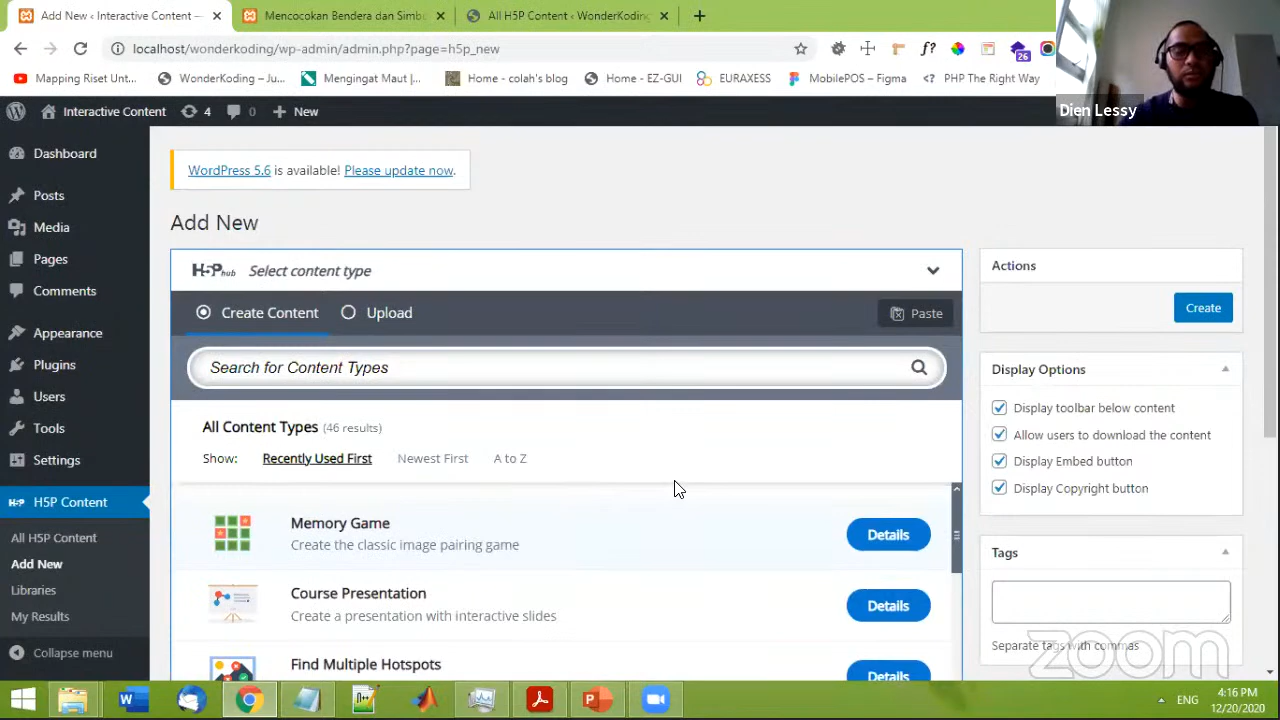 Add New ‹ Interactive Content —
Mencocokan Bendera dan Simb
All H5P Content ‹ WonderKoding
localhost/wonderkoding/wp-admin/admin.php?page=h5p_new
f?
26
Mapping Riset Unt...
WonderKoding – Ju...
Mengingat Maut |...
Home - colah's blog
Home - EZ-GUI
EURAXESS
MobilePOS – Figma
<?
PHP The Right Way
Dien Lessy
Interactive Content
4
0
New
Dashboard
Posts
Media
Pages
Comments
Appearance
Plugins
Users
Tools
Settings
H5P
H5P Content
All H5P Content
Add New
Libraries
My Results
Collapse menu
WordPress 5.6 is available! Please update now.
Add New
H5P hub
Select content type
Create Content
Upload
Paste
Search for Content Types
All Content Types (46 results)
Show:
Recently Used First
Newest First
A to Z
Memory Game
Create the classic image pairing game
Details
Course Presentation
Create a presentation with interactive slides
Details
Find Multiple Hotspots
Details
Actions
Create
Display Options
Display toolbar below content
Allow users to download the content
Display Embed button
Display Copyright button
Tags
Separate tags with commas
zoom
ENG
4:16 PM
12/20/2020